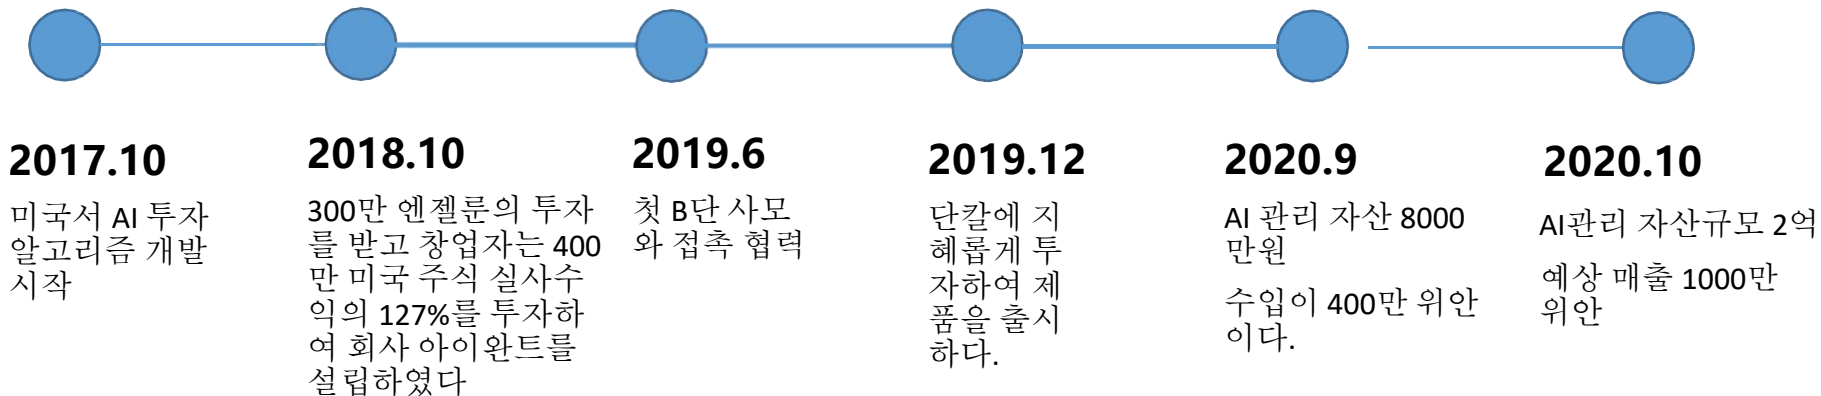 2017.10
미국서 AI 투자
알고리즘 개발
시작
2018.10
300만 엔젤룬의 투자
를 받고 창업자는 400
만 미국 주식 실사수
익의 127%를 투자하
여 회사 아이완트를
설립하였다
2019.6
첫 B단 사모
와 접촉 협력
2019.12
단칼에 지
혜롭게 투
자하여 제
품을 출시
하다.
2020.9
AI 관리 자산 8000
만원
수입이 400만 위안
이다.
2020.10
AI관리 자산규모 2억
예상 매출 1000만
위안